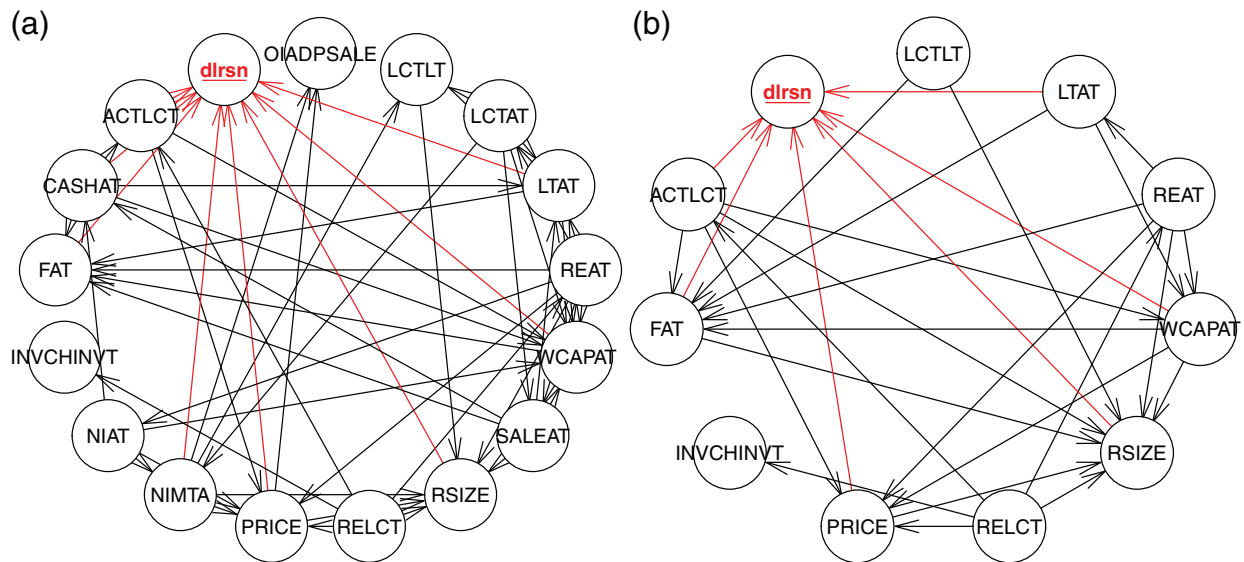 (a)
dlrsn
OIADPSALE
LCTLT
LCTAT
LTAT
REAT
WCAPAT
SALEAT
RSIZE
RELCT
PRICE
NIMTA
NIAT
INVCHINVT
FAT
CASHAT
ACTLCT
(b)
dlrsn
LCTLT
LTAT
REAT
WCAPAT
RSIZE
RELCT
PRICE
INVCHINVT
FAT
ACTLCT